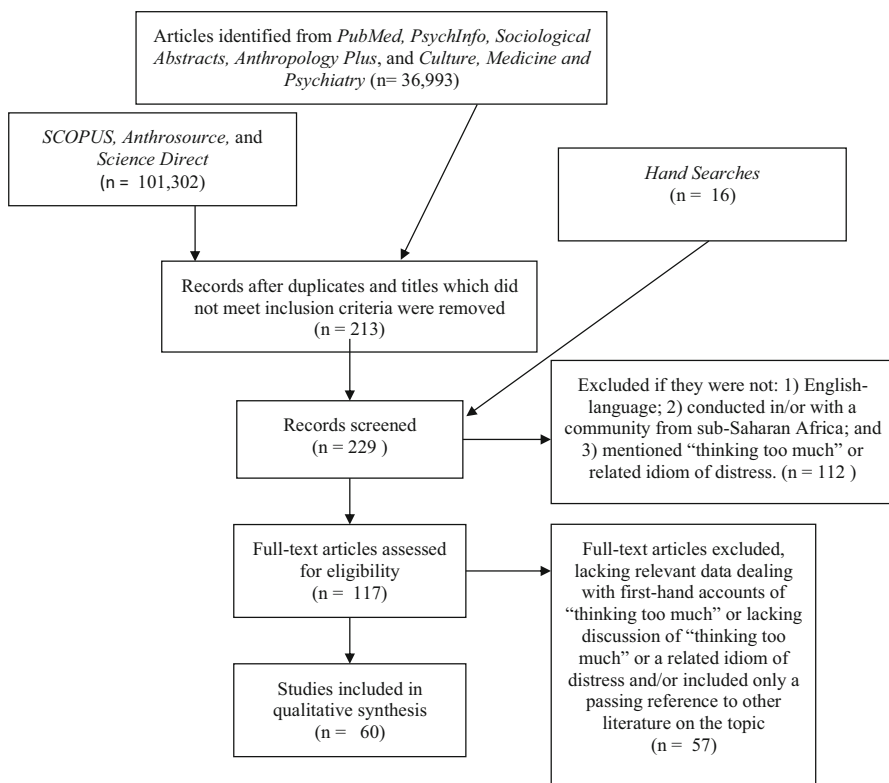 Articles identified from PubMed, PsychInfo, Sociological
Abstracts, Anthropology Plus, and Culture, Medicine and
Psychiatry (n= 36,993)
SCOPUS, Anthrosource, and
Science Direct
(n = 101,302)
Hand Searches
(n = 16)
Records after duplicates and titles which did
not meet inclusion criteria were removed
(n = 213)
Records screened
(n = 229 )
Excluded if they were not: 1) English-
language; 2) conducted in/or with a
community from sub-Saharan Africa; and
3) mentioned “thinking too much” or
related idiom of distress. (n = 112 )
Full-text articles assessed
for eligibility
(n = 117)
Full-text articles excluded,
lacking relevant data dealing
with first-hand accounts of
“thinking too much” or lacking
discussion of “thinking too
much” or a related idiom of
distress and/or included only a
passing reference to other
literature on the topic
(n = 57)
Studies included in
qualitative synthesis
(n = 60)